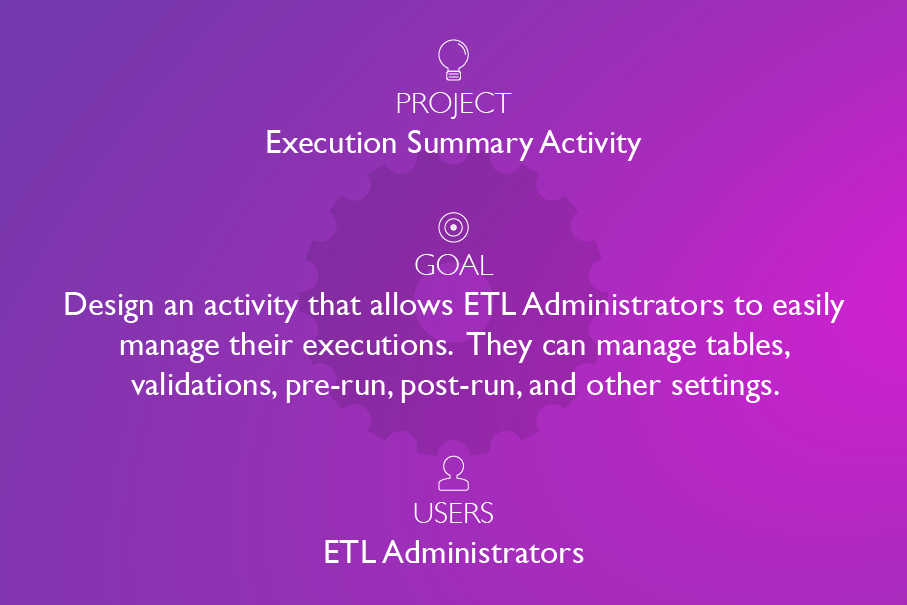 PROJECT
Execution Summary Activity
GOAL
Design an activity that allows ETL Administrators to easily
manage their executions. They can manage tables,
validations, pre-run, post-run, and other settings.
USERS
ETL Administrators